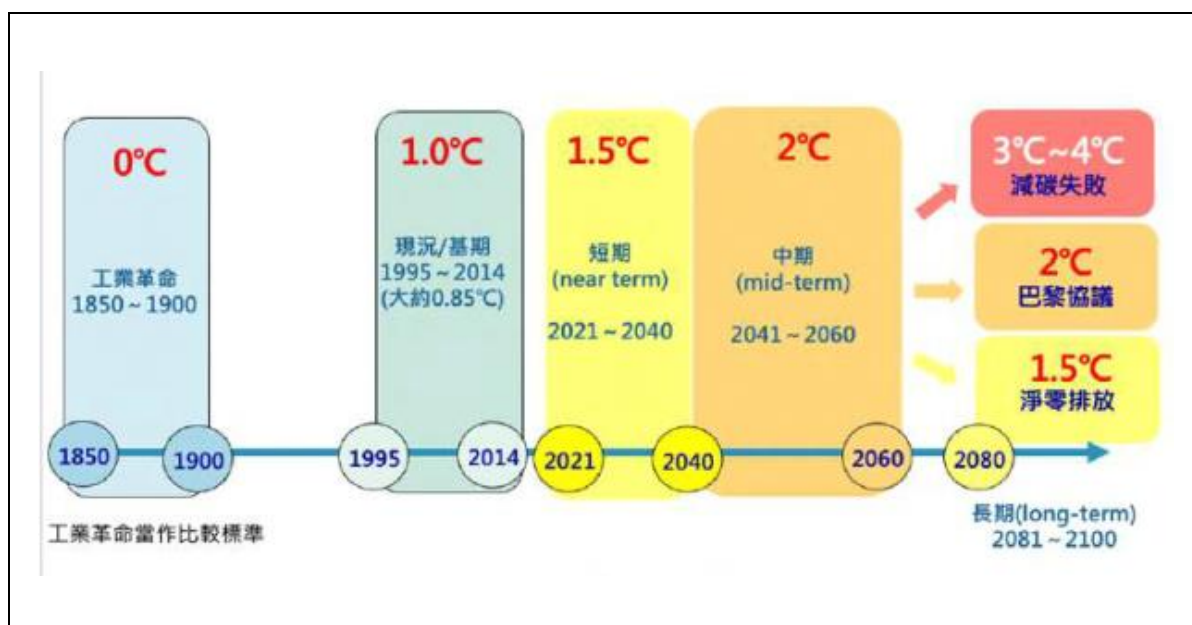 0℃
工業革命
1850～1900
1.0℃
現況/基期
1995～2014
(大約0.85℃)
1.5℃
短期
(near term)
2021～2040
2℃
中期
(mid-term)
2041～2060
3℃～4℃
減碳失敗
2℃
巴黎協議
1.5℃
淨零排放
1850
1900
1995
2014
2021
2040
2060
2080
工業革命當作比較標準
長期(long-term)
2081～2100